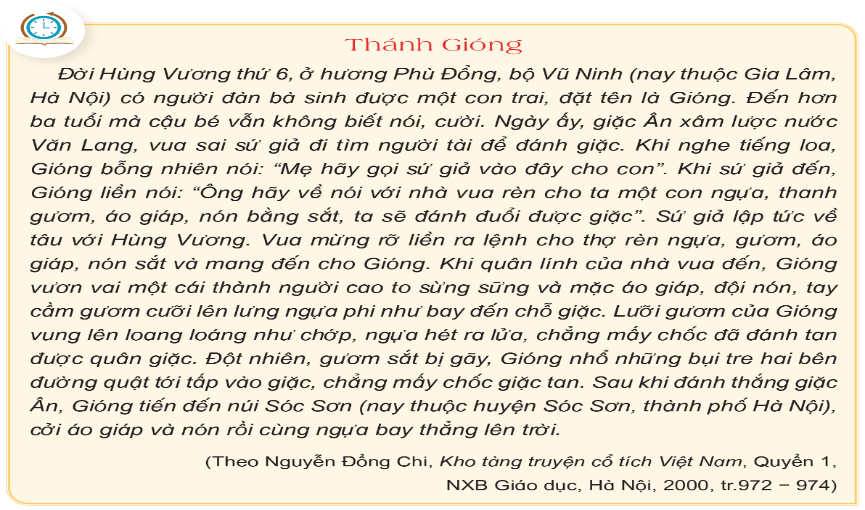 Thánh Gióng
Đời Hùng Vương thứ 6, ở hương Phù Đổng, bộ Vũ Ninh (nay thuộc Gia Lâm,
Hà Nội) có người đàn bà sinh được một con trai, đặt tên là Gióng. Đến hơn
ba tuổi mà cậu bé vẫn không biết nói, cười. Ngày ấy, giặc Ân xâm lược nước
Văn Lang, vua sai sứ giả đi tìm người tài để đánh giặc. Khi nghe tiếng loa,
Gióng bỗng nhiên nói: “Mẹ hãy gọi sứ giả vào đây cho con”. Khi sứ giả đến,
Gióng liền nói: “Ông hãy về nói với nhà vua rèn cho ta một con ngựa, thanh
gươm, áo giáp, nón bằng sắt, ta sẽ đánh đuổi được giặc”. Sứ giả lập tức về
tâu với Hùng Vương. Vua mừng rỡ liền ra lệnh cho thợ rèn ngựa, gươm, áo
giáp, nón sắt và mang đến cho Gióng. Khi quân lính của nhà vua đến, Gióng
vươn vai một cái thành người cao to sừng sững và mặc áo giáp, đội nón, tay
cầm gươm cưỡi lên lưng ngựa phi như bay đến chỗ giặc. Lưỡi gươm của Gióng
vung lên loang loáng như chớp, ngựa hét ra lửa, chẳng mấy chốc đã đánh tan
được quân giặc. Đột nhiên, gươm sắt bị gãy, Gióng nhổ những bụi tre hai bên
đường quật tới tấp vào giặc, chẳng mấy chốc giặc tan. Sau khi đánh thắng giặc
Ân, Gióng tiến đến núi Sóc Sơn (nay thuộc huyện Sóc Sơn, thành phố Hà Nội),
cởi áo giáp và nón rồi cùng ngựa bay thẳng lên trời.
(Theo Nguyễn Đổng Chi, Kho tàng truyện cổ tích Việt Nam, Quyển 1,
NXB Giáo dục, Hà Nội, 2000, tr.972 – 974)